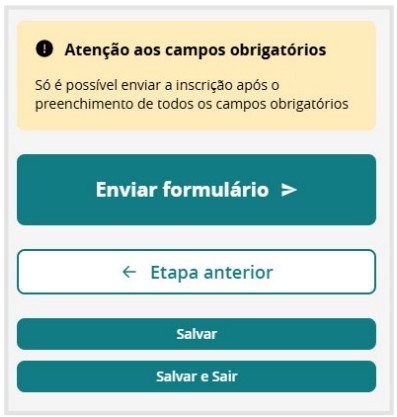 Atenção aos campos obrigatórios
Só é possível enviar a inscrição após o
preenchimento de todos os campos obrigatórios
Enviar formulário
Etapa anterior
Salvar
Salvar e Sair